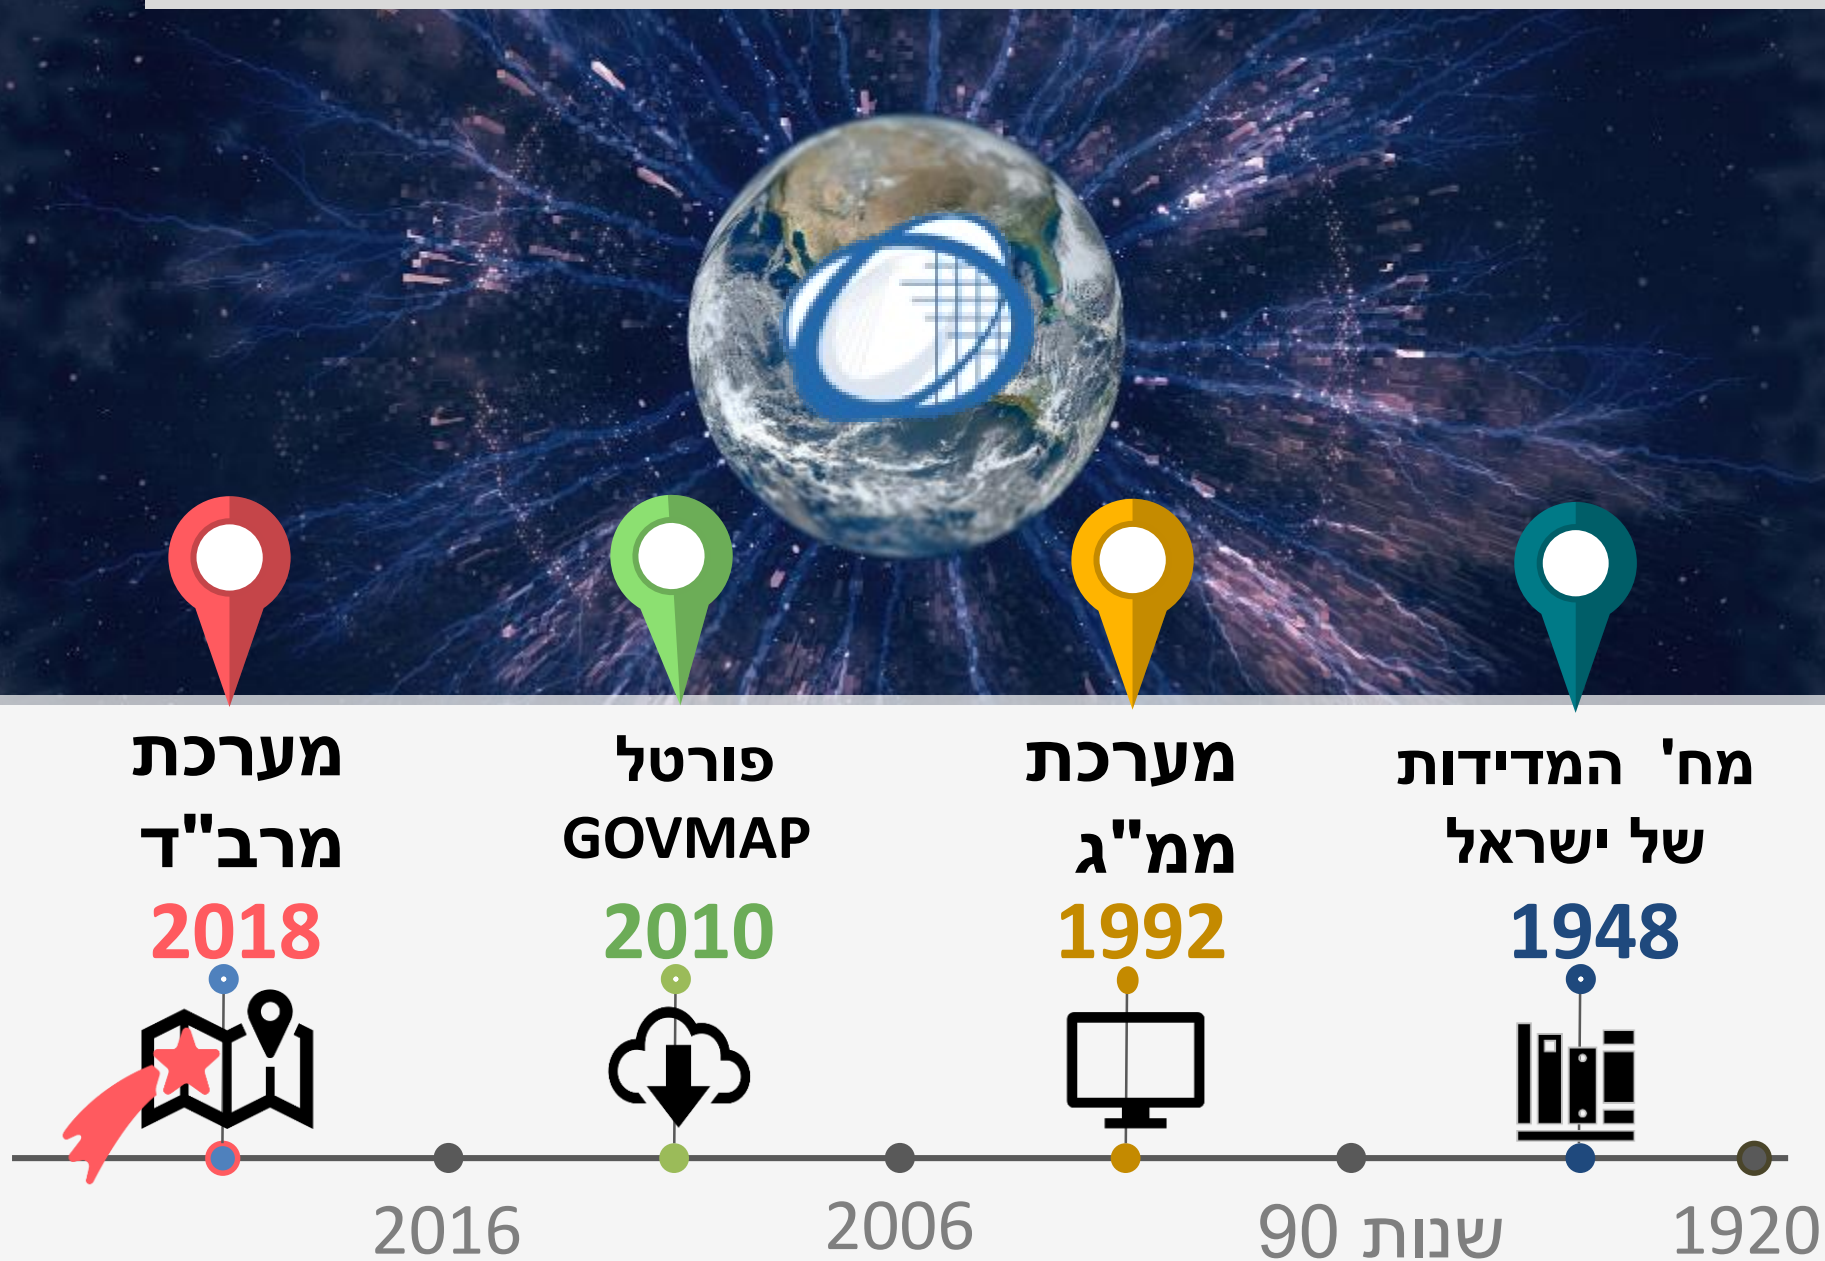 מח' המדידות
של ישראל
1948
מערכת
ממ"ג
1992
פורטל
GOVMAP
2010
מערכת
מרב"ד
2018
1920
שנות 90
2006
2016